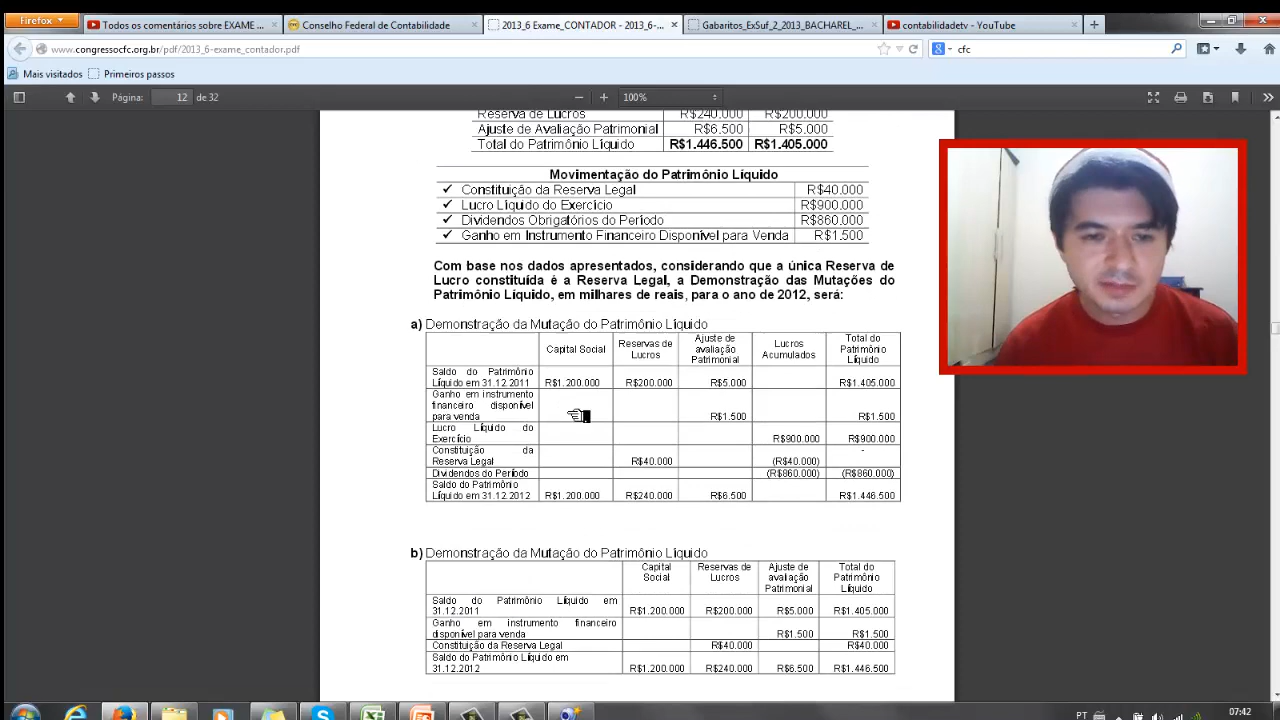 Firefox
Todos os comentários sobre EXAME ...
Conselho Federal de Contabilidade
2013_6 Exame_CONTADOR - 2013_6-...
Gabaritos_ExSuf_2_2013_BACHAREL_...
contabilidadetv - YouTube
www.congressocfc.org.br/pdf/2013_6-exame_contador.pdf
cfc
Mais visitados
Primeiros passos
Página: 12 de 32
100%
Reserva de Lucros R$240.000 R$200.000
Ajuste de Avaliação Patrimonial R$6.500 R$5.000
Total do Patrimônio Líquido R$1.446.500 R$1.405.000
Movimentação do Patrimônio Líquido
✓ Constituição da Reserva Legal R$40.000
✓ Lucro Líquido do Exercício R$900.000
✓ Dividendos Obrigatórios do Período R$860.000
✓ Ganho em Instrumento Financeiro Disponível para Venda R$1.500
Com base nos dados apresentados, considerando que a única Reserva de
Lucro constituída é a Reserva Legal, a Demonstração das Mutações do
Patrimônio Líquido, em milhares de reais, para o ano de 2012, será:
a) Demonstração da Mutação do Patrimônio Líquido
Capital Social
Reservas de
Lucros
Ajuste de
avaliação
Patrimonial
Lucros
Acumulados
Total do
Patrimônio
Líquido
Saldo do Patrimônio
Líquido em 31.12.2011 R$1.200.000 R$200.000 R$5.000 R$1.405.000
Ganho em instrumento
financeiro disponível
para venda R$1.500 R$1.500
Lucro Líquido do
Exercício R$900.000 R$900.000
Constituição da -
Reserva Legal R$40.000 (R$40.000)
Dividendos do Período (R$860.000) (R$860.000)
Saldo do Patrimônio
Líquido em 31.12.2012 R$1.200.000 R$240.000 R$6.500 R$1.446.500
b) Demonstração da Mutação do Patrimônio Líquido
Capital
Social
Reservas de
Lucros
Ajuste de
avaliação
Patrimonial
Total do
Patrimônio
Líquido
Saldo do Patrimônio Líquido em
31.12.2011 R$1.200.000 R$200.000 R$5.000 R$1.405.000
Ganho em instrumento financeiro
disponível para venda R$1.500 R$1.500
Constituição da Reserva Legal R$40.000 R$40.000
Saldo do Patrimônio Líquido em
31.12.2012 R$1.200.000 R$240.000 R$6.500 R$1.446.500
PT
07:42